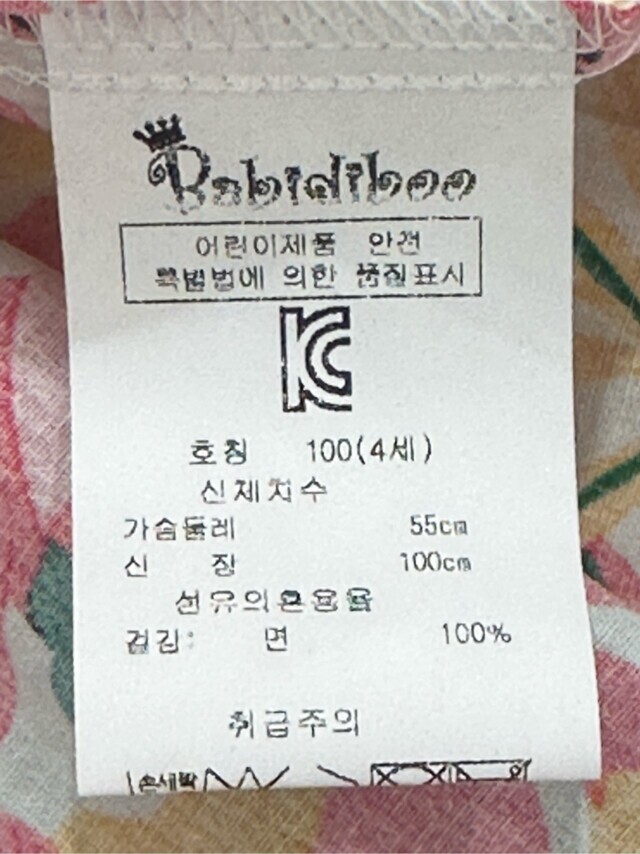 Babidiboo
어린이제품 안전
특별법에 의한 품질표시
KC
호칭 100(4세)
신체치수
가슴둘레 55cm
신 장 100cm
섬유의혼용율
겉감: 면 100%
취급주의
손세탁